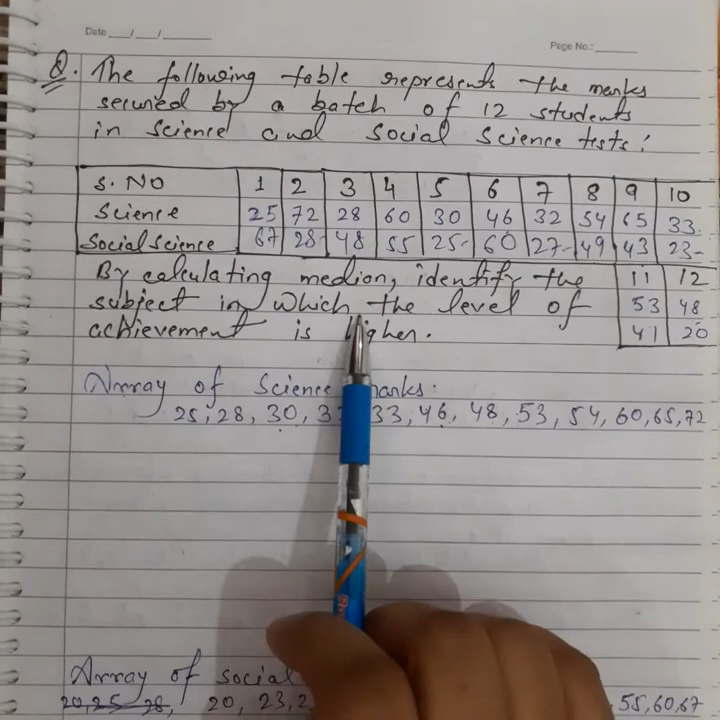 Date __/__/__
Page No.: ____
Q. The following table represents the marks
secured by a batch of 12 students
in Science and Social Science tests:
S. NO 1 2 3 4 5 6 7 8 9 10
Science 25 72 28 60 30 46 32 54 65 33
Social Science 67 28 48 55 25 60 27 49 43 23
By calculating median, identify the 11 12
subject in which the level of 53 48
achievement is higher. 41 20
Array of Science marks.
25, 28, 30, 33, 46, 48, 53, 54, 60, 65, 72
Array of social
20, 25, 28, 20, 23, 55, 60, 67